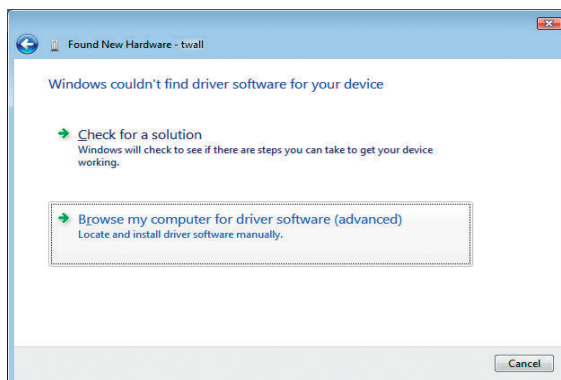 Found New Hardware - twall
Windows couldn't find driver software for your device
Check for a solution
Windows will check to see if there are steps you can take to get your device
working.
Browse my computer for driver software (advanced)
Locate and install driver software manually.
Cancel